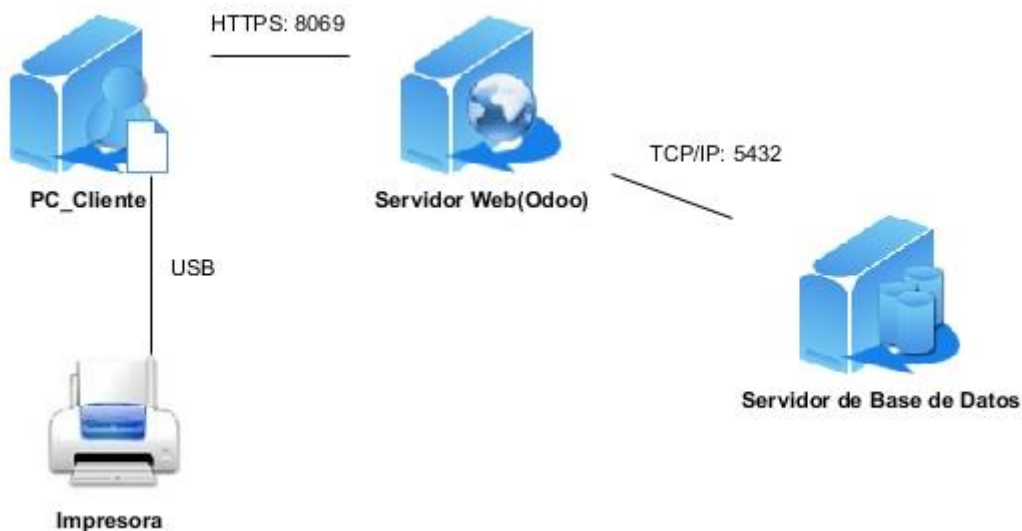 HTTPS: 8069
PC_Cliente
Servidor Web(Odoo)
TCP/IP: 5432
USB
Servidor de Base de Datos
Impresora